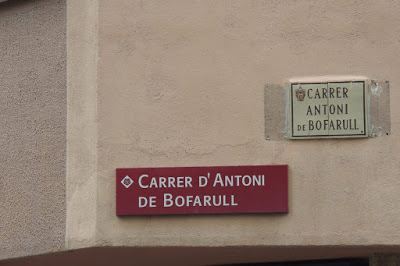 CARRER
ANTONI
DE BOFARULL
CARRER D'ANTONI
DE BOFARULL